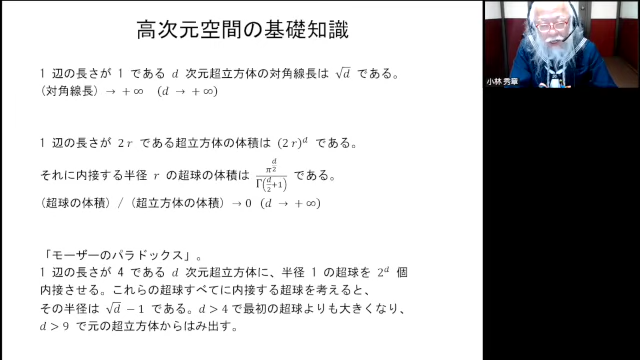 高次元空間の基礎知識
1 辺の長さが 1 である d 次元超立方体の対角線長は √d である。
(対角線長) → +∞ (d → +∞)
1 辺の長さが 2r である超立方体の体積は (2r)^d である。
それに内接する半径 r の超球の体積は π^(d/2) / Γ(d/2+1) である。
(超球の体積) / (超立方体の体積) → 0 (d → +∞)
「モーザーのパラドックス」。
1 辺の長さが 4 である d 次元超立方体に、半径 1 の超球を 2^d 個
内接させる。これらの超球すべてに内接する超球を考えると、
その半径は √d − 1 である。d > 4 で最初の超球よりも大きくなり、
d > 9 で元の超立方体からはみ出す。
小林 秀章